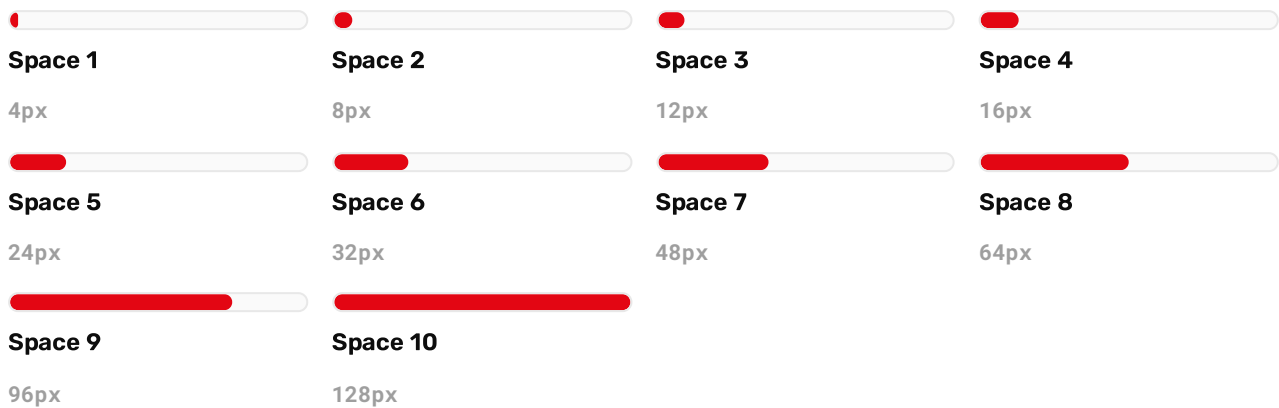 Space 1
4px
Space 2
8px
Space 3
12px
Space 4
16px
Space 5
24px
Space 6
32px
Space 7
48px
Space 8
64px
Space 9
96px
Space 10
128px